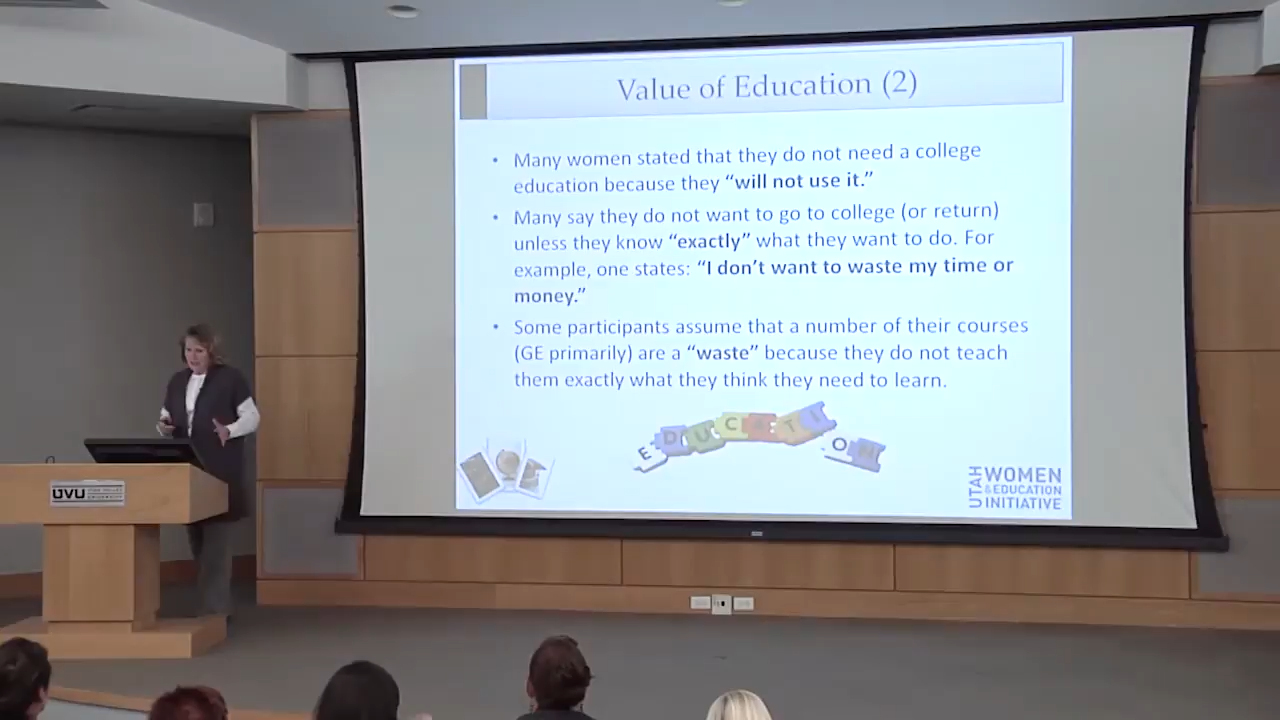 Value of Education (2)
• Many women stated that they do not need a college
education because they “will not use it.”
• Many say they do not want to go to college (or return)
unless they know “exactly” what they want to do. For
example, one states: “I don’t want to waste my time or
money.”
• Some participants assume that a number of their courses
(GE primarily) are a “waste” because they do not teach
them exactly what they think they need to learn.
EDUCATION
UTAH
WOMEN
&EDUCATION
INITIATIVE
UVU